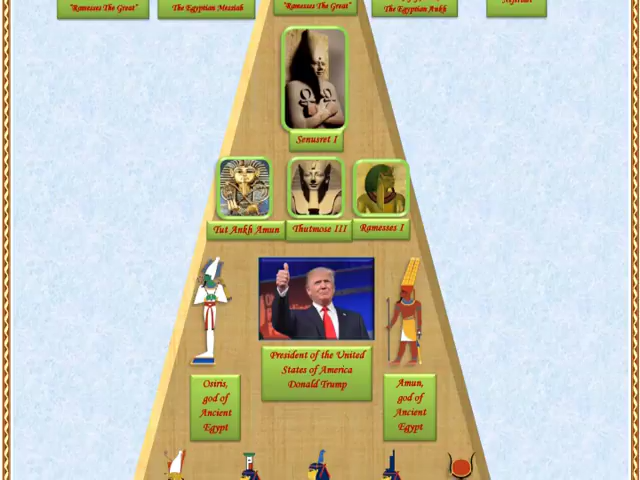 "Ramesses The Great"
The Egyptian Messiah
"Ramesses The Great"
The Egyptian Ankh
Senusret I
Tut Ankh Amun
Thutmose III
Ramesses I
President of the United
States of America
Donald Trump
Osiris,
god of
Ancient
Egypt
Amun,
god of
Ancient
Egypt